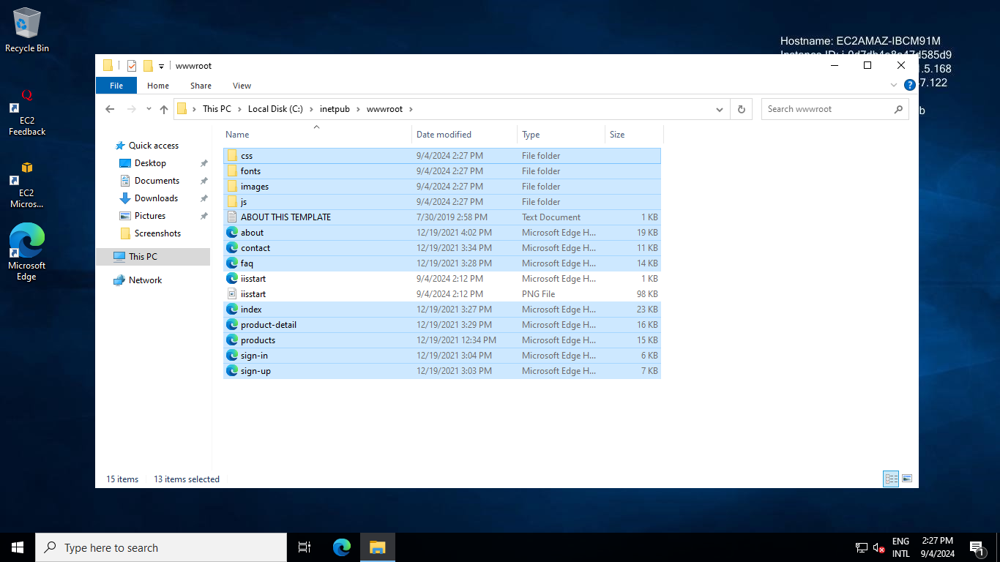 Recycle Bin
EC2
Feedback
EC2
Micros...
Microsoft
Edge
Hostname: EC2AMAZ-IBCM91M
wwwroot
File Home Share View
This PC Local Disk (C:) inetpub wwwroot
Search wwwroot
Quick access
Desktop
Documents
Downloads
Pictures
Screenshots
This PC
Network
Name Date modified Type Size
css 9/4/2024 2:27 PM File folder
fonts 9/4/2024 2:27 PM File folder
images 9/4/2024 2:27 PM File folder
js 9/4/2024 2:27 PM File folder
ABOUT THIS TEMPLATE 7/30/2019 2:58 PM Text Document 1 KB
about 12/19/2021 4:02 PM Microsoft Edge H... 19 KB
contact 12/19/2021 3:34 PM Microsoft Edge H... 11 KB
faq 12/19/2021 3:28 PM Microsoft Edge H... 14 KB
iisstart 9/4/2024 2:12 PM Microsoft Edge H... 1 KB
iisstart 9/4/2024 2:12 PM PNG File 98 KB
index 12/19/2021 3:27 PM Microsoft Edge H... 23 KB
product-detail 12/19/2021 3:29 PM Microsoft Edge H... 16 KB
products 12/19/2021 12:34 PM Microsoft Edge H... 15 KB
sign-in 12/19/2021 3:04 PM Microsoft Edge H... 6 KB
sign-up 12/19/2021 3:03 PM Microsoft Edge H... 7 KB
15 items 13 items selected
Type here to search
ENG
INTL
2:27 PM
9/4/2024
1